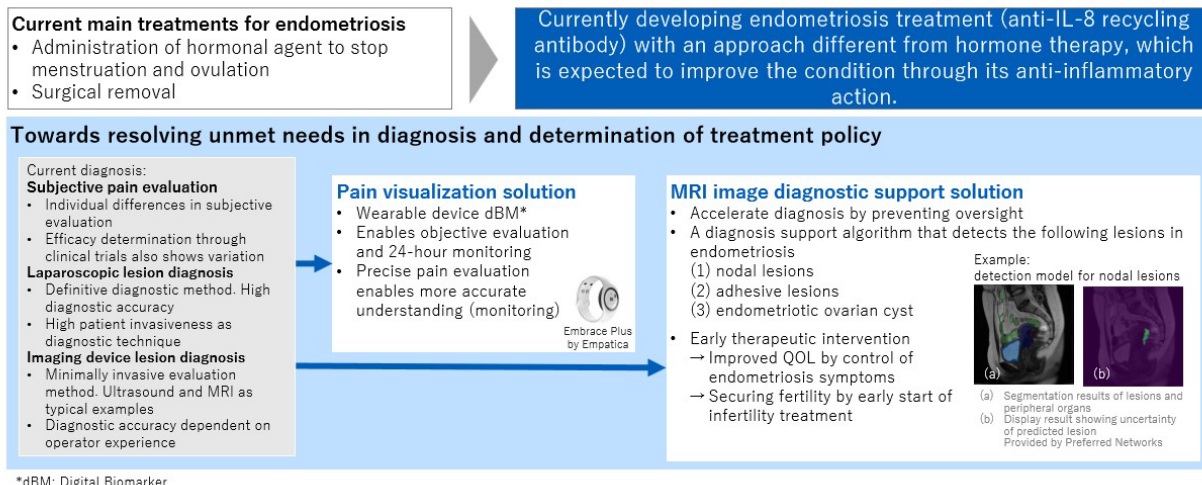 Current main treatments for endometriosis
• Administration of hormonal agent to stop
menstruation and ovulation
• Surgical removal
Currently developing endometriosis treatment (anti-IL-8 recycling
antibody) with an approach different from hormone therapy, which
is expected to improve the condition through its anti-inflammatory
action.
Towards resolving unmet needs in diagnosis and determination of treatment policy
Current diagnosis:
Subjective pain evaluation
• Individual differences in subjective
evaluation
• Efficacy determination through
clinical trials also shows variation
Laparoscopic lesion diagnosis
• Definitive diagnostic method. High
diagnostic accuracy
• High patient invasiveness as
diagnostic technique
Imaging device lesion diagnosis
• Minimally invasive evaluation
method. Ultrasound and MRI as
typical examples
• Diagnostic accuracy dependent on
operator experience
Pain visualization solution
• Wearable device dBM*
• Enables objective evaluation
and 24-hour monitoring
• Precise pain evaluation
enables more accurate
understanding (monitoring)
Embrace Plus
by Empatica
MRI image diagnostic support solution
• Accelerate diagnosis by preventing oversight
• A diagnosis support algorithm that detects the following lesions in
endometriosis
(1) nodal lesions
(2) adhesive lesions
(3) endometriotic ovarian cyst
• Early therapeutic intervention
→ Improved QOL by control of
endometriosis symptoms
→ Securing fertility by early start of
infertility treatment
Example:
detection model for nodal lesions
(a)
(b)
(a) Segmentation results of lesions and
peripheral organs
(b) Display result showing uncertainty
of predicted lesion
Provided by Preferred Networks
*dBM: Digital Biomarker